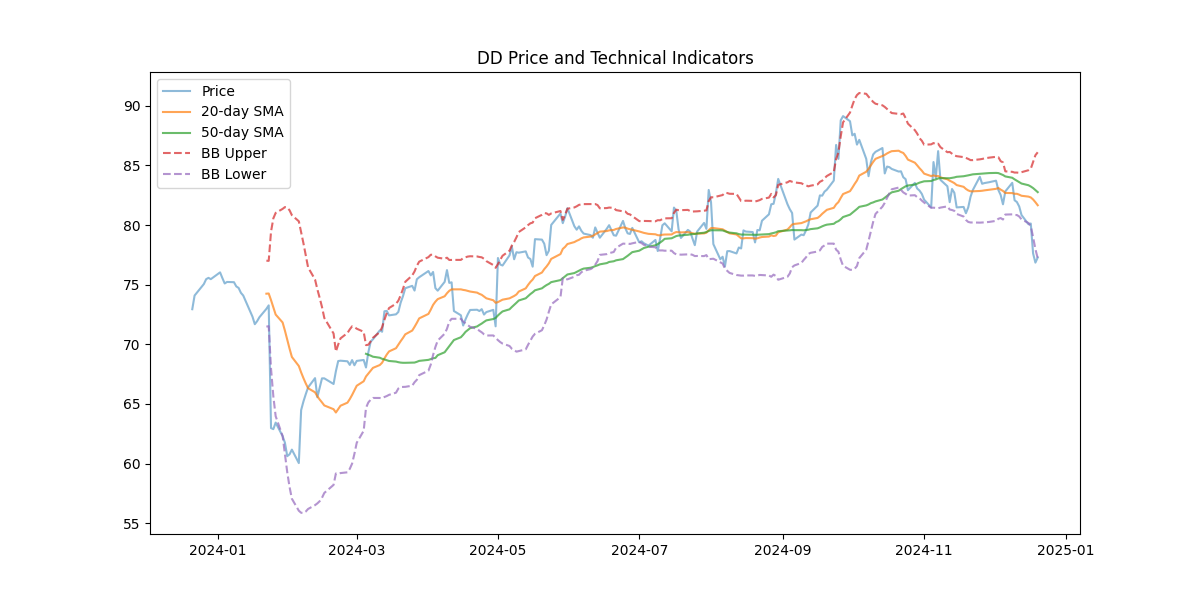 DD Price and Technical Indicators
Price
20-day SMA
50-day SMA
BB Upper
BB Lower
90
85
80
75
70
65
60
55
2024-01
2024-03
2024-05
2024-07
2024-09
2024-11
2025-01